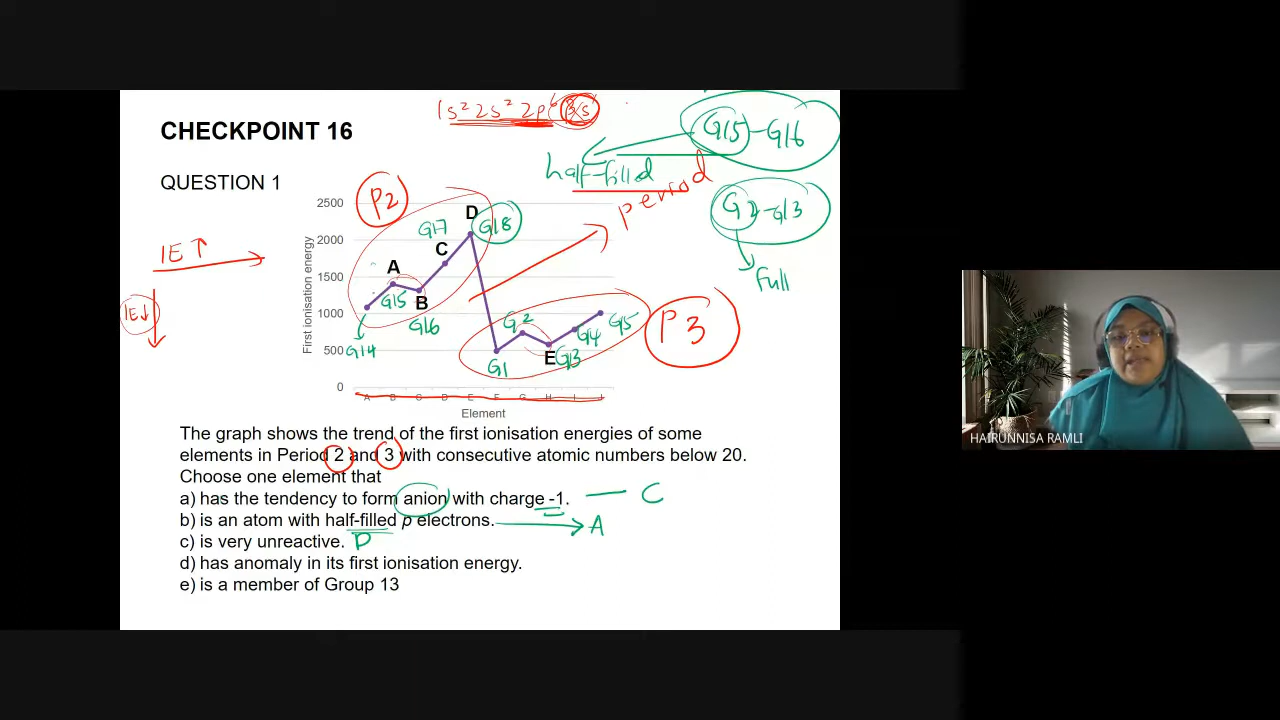 1s² 2s² 2p⁶ 3s¹
CHECKPOINT 16
G15-G16
half-filled
QUESTION 1
period
P2
G2-G13
full
IE↑
IE↓
First ionisation energy
2500
2000
1500
1000
500
0
D
G18
G17
C
A
G15
B
G16
G14
G1
G2
E
G13
G14
G15
P3
A B C D E F G H I J
Element
The graph shows the trend of the first ionisation energies of some
elements in Period 2 and 3 with consecutive atomic numbers below 20.
Choose one element that
a) has the tendency to form anion with charge -1. — C
b) is an atom with half-filled p electrons. → A
c) is very unreactive. D
d) has anomaly in its first ionisation energy.
e) is a member of Group 13
HAIRUNNISA RAMLI